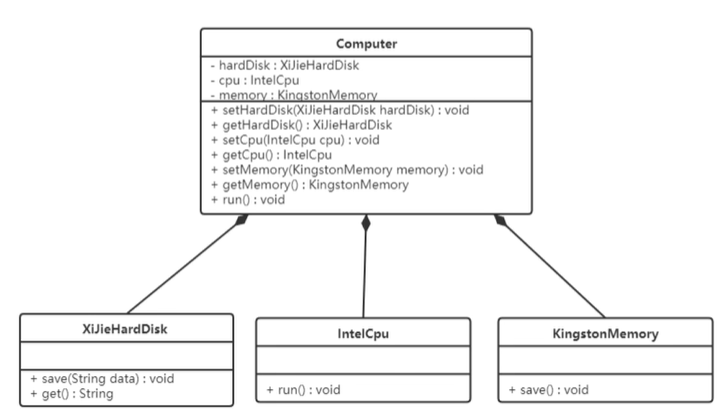 Computer
- hardDisk : XiJieHardDisk
- cpu : IntelCpu
- memory : KingstonMemory
+ setHardDisk(XiJieHardDisk hardDisk) : void
+ getHardDisk() : XiJieHardDisk
+ setCpu(IntelCpu cpu) : void
+ getCpu() : IntelCpu
+ setMemory(KingstonMemory memory) : void
+ getMemory() : KingstonMemory
+ run() : void
XiJieHardDisk
+ save(String data) : void
+ get() : String
IntelCpu
+ run() : void
KingstonMemory
+ save() : void